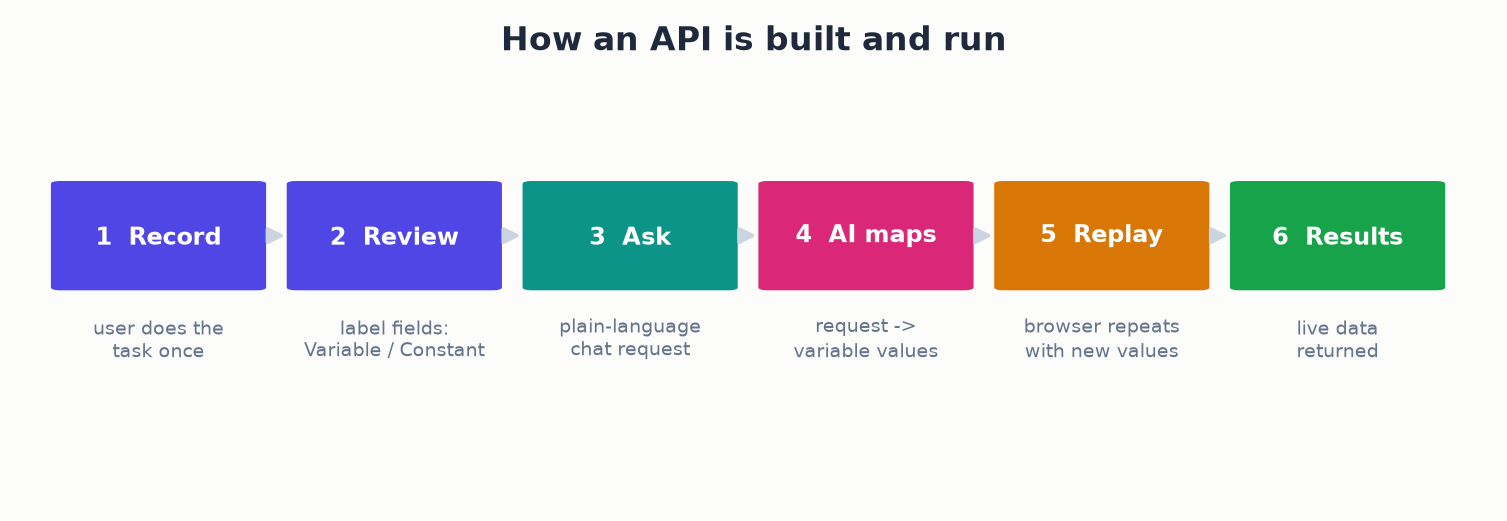 How an API is built and run
1 Record
2 Review
3 Ask
4 AI maps
5 Replay
6 Results
user does the
task once
label fields:
Variable / Constant
plain-language
chat request
request ->
variable values
browser repeats
with new values
live data
returned